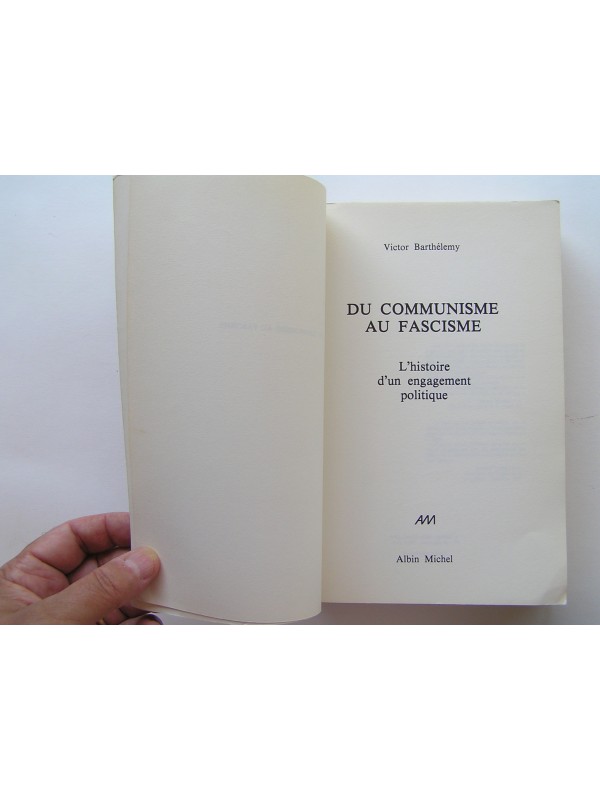 Victor Barthélemy
DU COMMUNISME
AU FASCISME
L'histoire
d'un engagement
politique
AM
Albin Michel